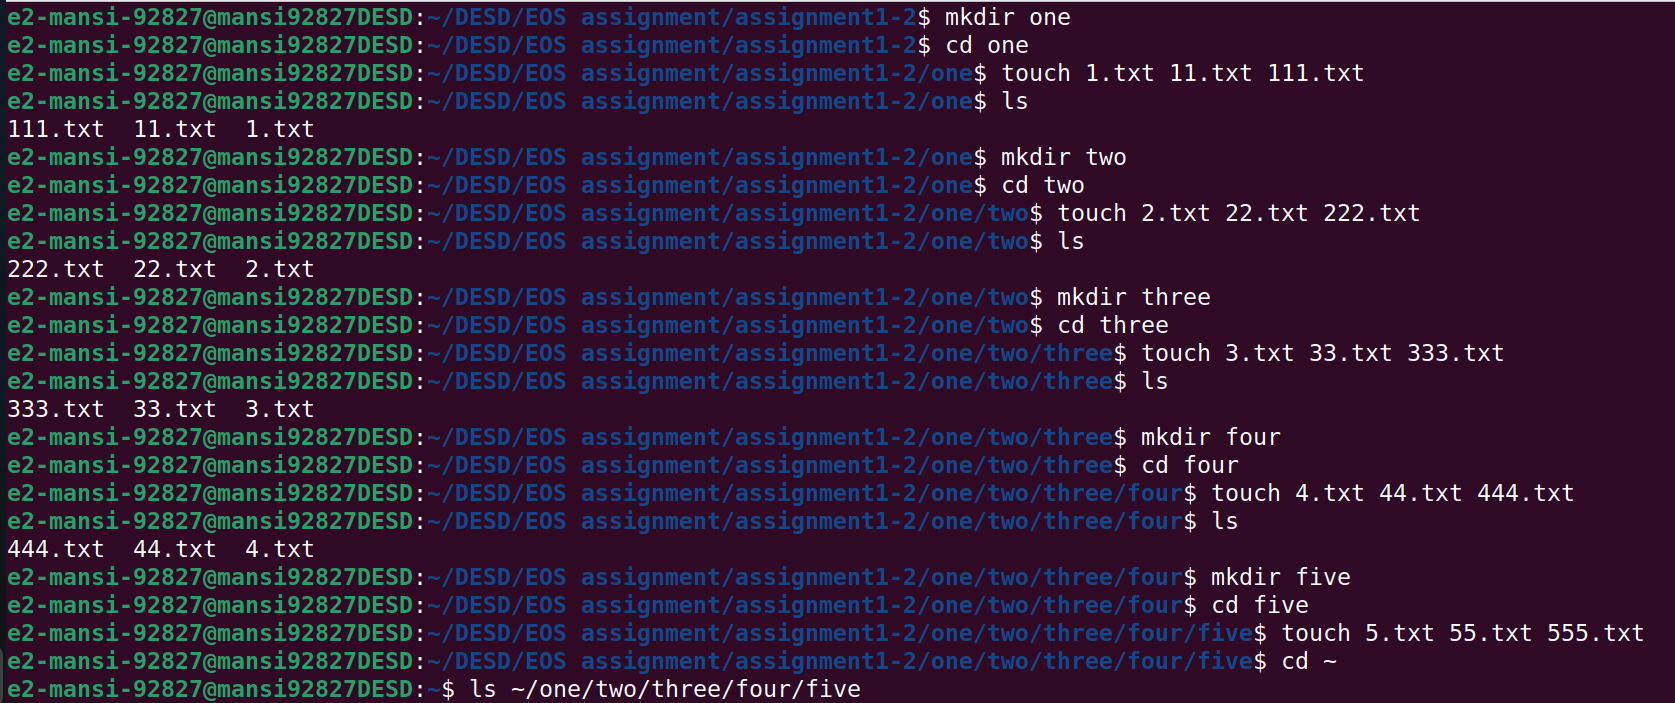 e2-mansi-92827@mansi92827DESD:~/DESD/EOS assignment/assignment1-2$ mkdir one
e2-mansi-92827@mansi92827DESD:~/DESD/EOS assignment/assignment1-2$ cd one
e2-mansi-92827@mansi92827DESD:~/DESD/EOS assignment/assignment1-2/one$ touch 1.txt 11.txt 111.txt
e2-mansi-92827@mansi92827DESD:~/DESD/EOS assignment/assignment1-2/one$ ls
111.txt  11.txt  1.txt
e2-mansi-92827@mansi92827DESD:~/DESD/EOS assignment/assignment1-2/one$ mkdir two
e2-mansi-92827@mansi92827DESD:~/DESD/EOS assignment/assignment1-2/one$ cd two
e2-mansi-92827@mansi92827DESD:~/DESD/EOS assignment/assignment1-2/one/two$ touch 2.txt 22.txt 222.txt
e2-mansi-92827@mansi92827DESD:~/DESD/EOS assignment/assignment1-2/one/two$ ls
222.txt  22.txt  2.txt
e2-mansi-92827@mansi92827DESD:~/DESD/EOS assignment/assignment1-2/one/two$ mkdir three
e2-mansi-92827@mansi92827DESD:~/DESD/EOS assignment/assignment1-2/one/two$ cd three
e2-mansi-92827@mansi92827DESD:~/DESD/EOS assignment/assignment1-2/one/two/three$ touch 3.txt 33.txt 333.txt
e2-mansi-92827@mansi92827DESD:~/DESD/EOS assignment/assignment1-2/one/two/three$ ls
333.txt  33.txt  3.txt
e2-mansi-92827@mansi92827DESD:~/DESD/EOS assignment/assignment1-2/one/two/three$ mkdir four
e2-mansi-92827@mansi92827DESD:~/DESD/EOS assignment/assignment1-2/one/two/three$ cd four
e2-mansi-92827@mansi92827DESD:~/DESD/EOS assignment/assignment1-2/one/two/three/four$ touch 4.txt 44.txt 444.txt
e2-mansi-92827@mansi92827DESD:~/DESD/EOS assignment/assignment1-2/one/two/three/four$ ls
444.txt  44.txt  4.txt
e2-mansi-92827@mansi92827DESD:~/DESD/EOS assignment/assignment1-2/one/two/three/four$ mkdir five
e2-mansi-92827@mansi92827DESD:~/DESD/EOS assignment/assignment1-2/one/two/three/four$ cd five
e2-mansi-92827@mansi92827DESD:~/DESD/EOS assignment/assignment1-2/one/two/three/four/five$ touch 5.txt 55.txt 555.txt
e2-mansi-92827@mansi92827DESD:~/DESD/EOS assignment/assignment1-2/one/two/three/four/five$ cd ~
e2-mansi-92827@mansi92827DESD:~$ ls ~/one/two/three/four/five